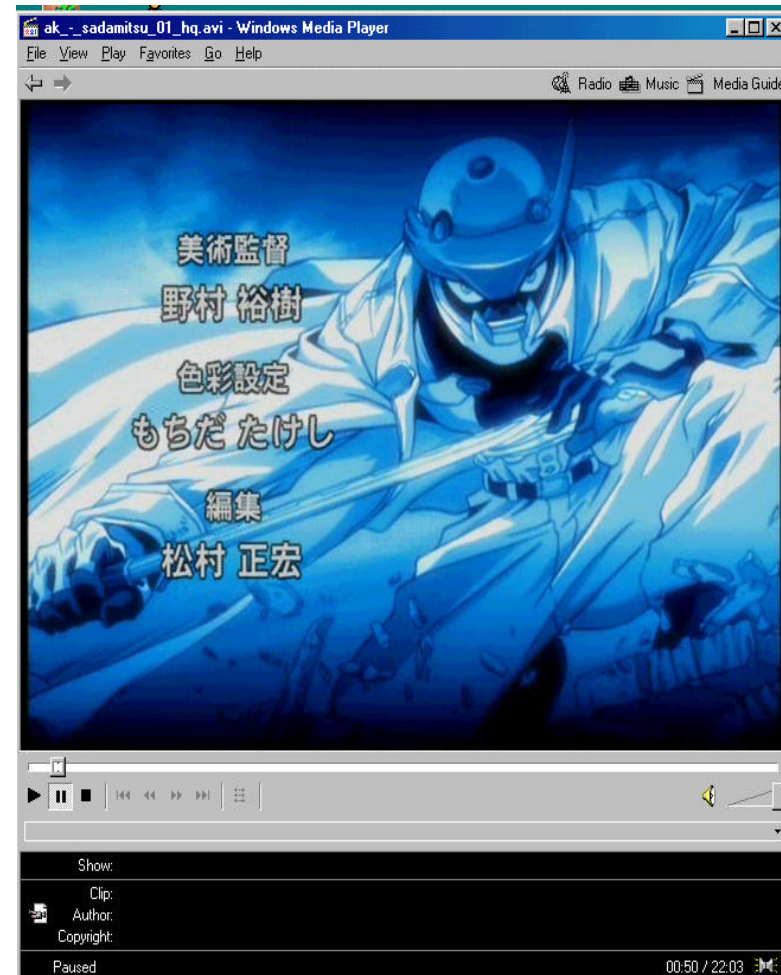 ak_-_sadamitsu_01_hq.avi - Windows Media Player
File View Play Favorites Go Help
Radio Music Media Guide
美術監督
野村 裕樹
色彩設定
もちだ たけし
編集
松村 正宏
Show:
Clip:
Author:
Copyright:
Paused 00:50 / 22:03